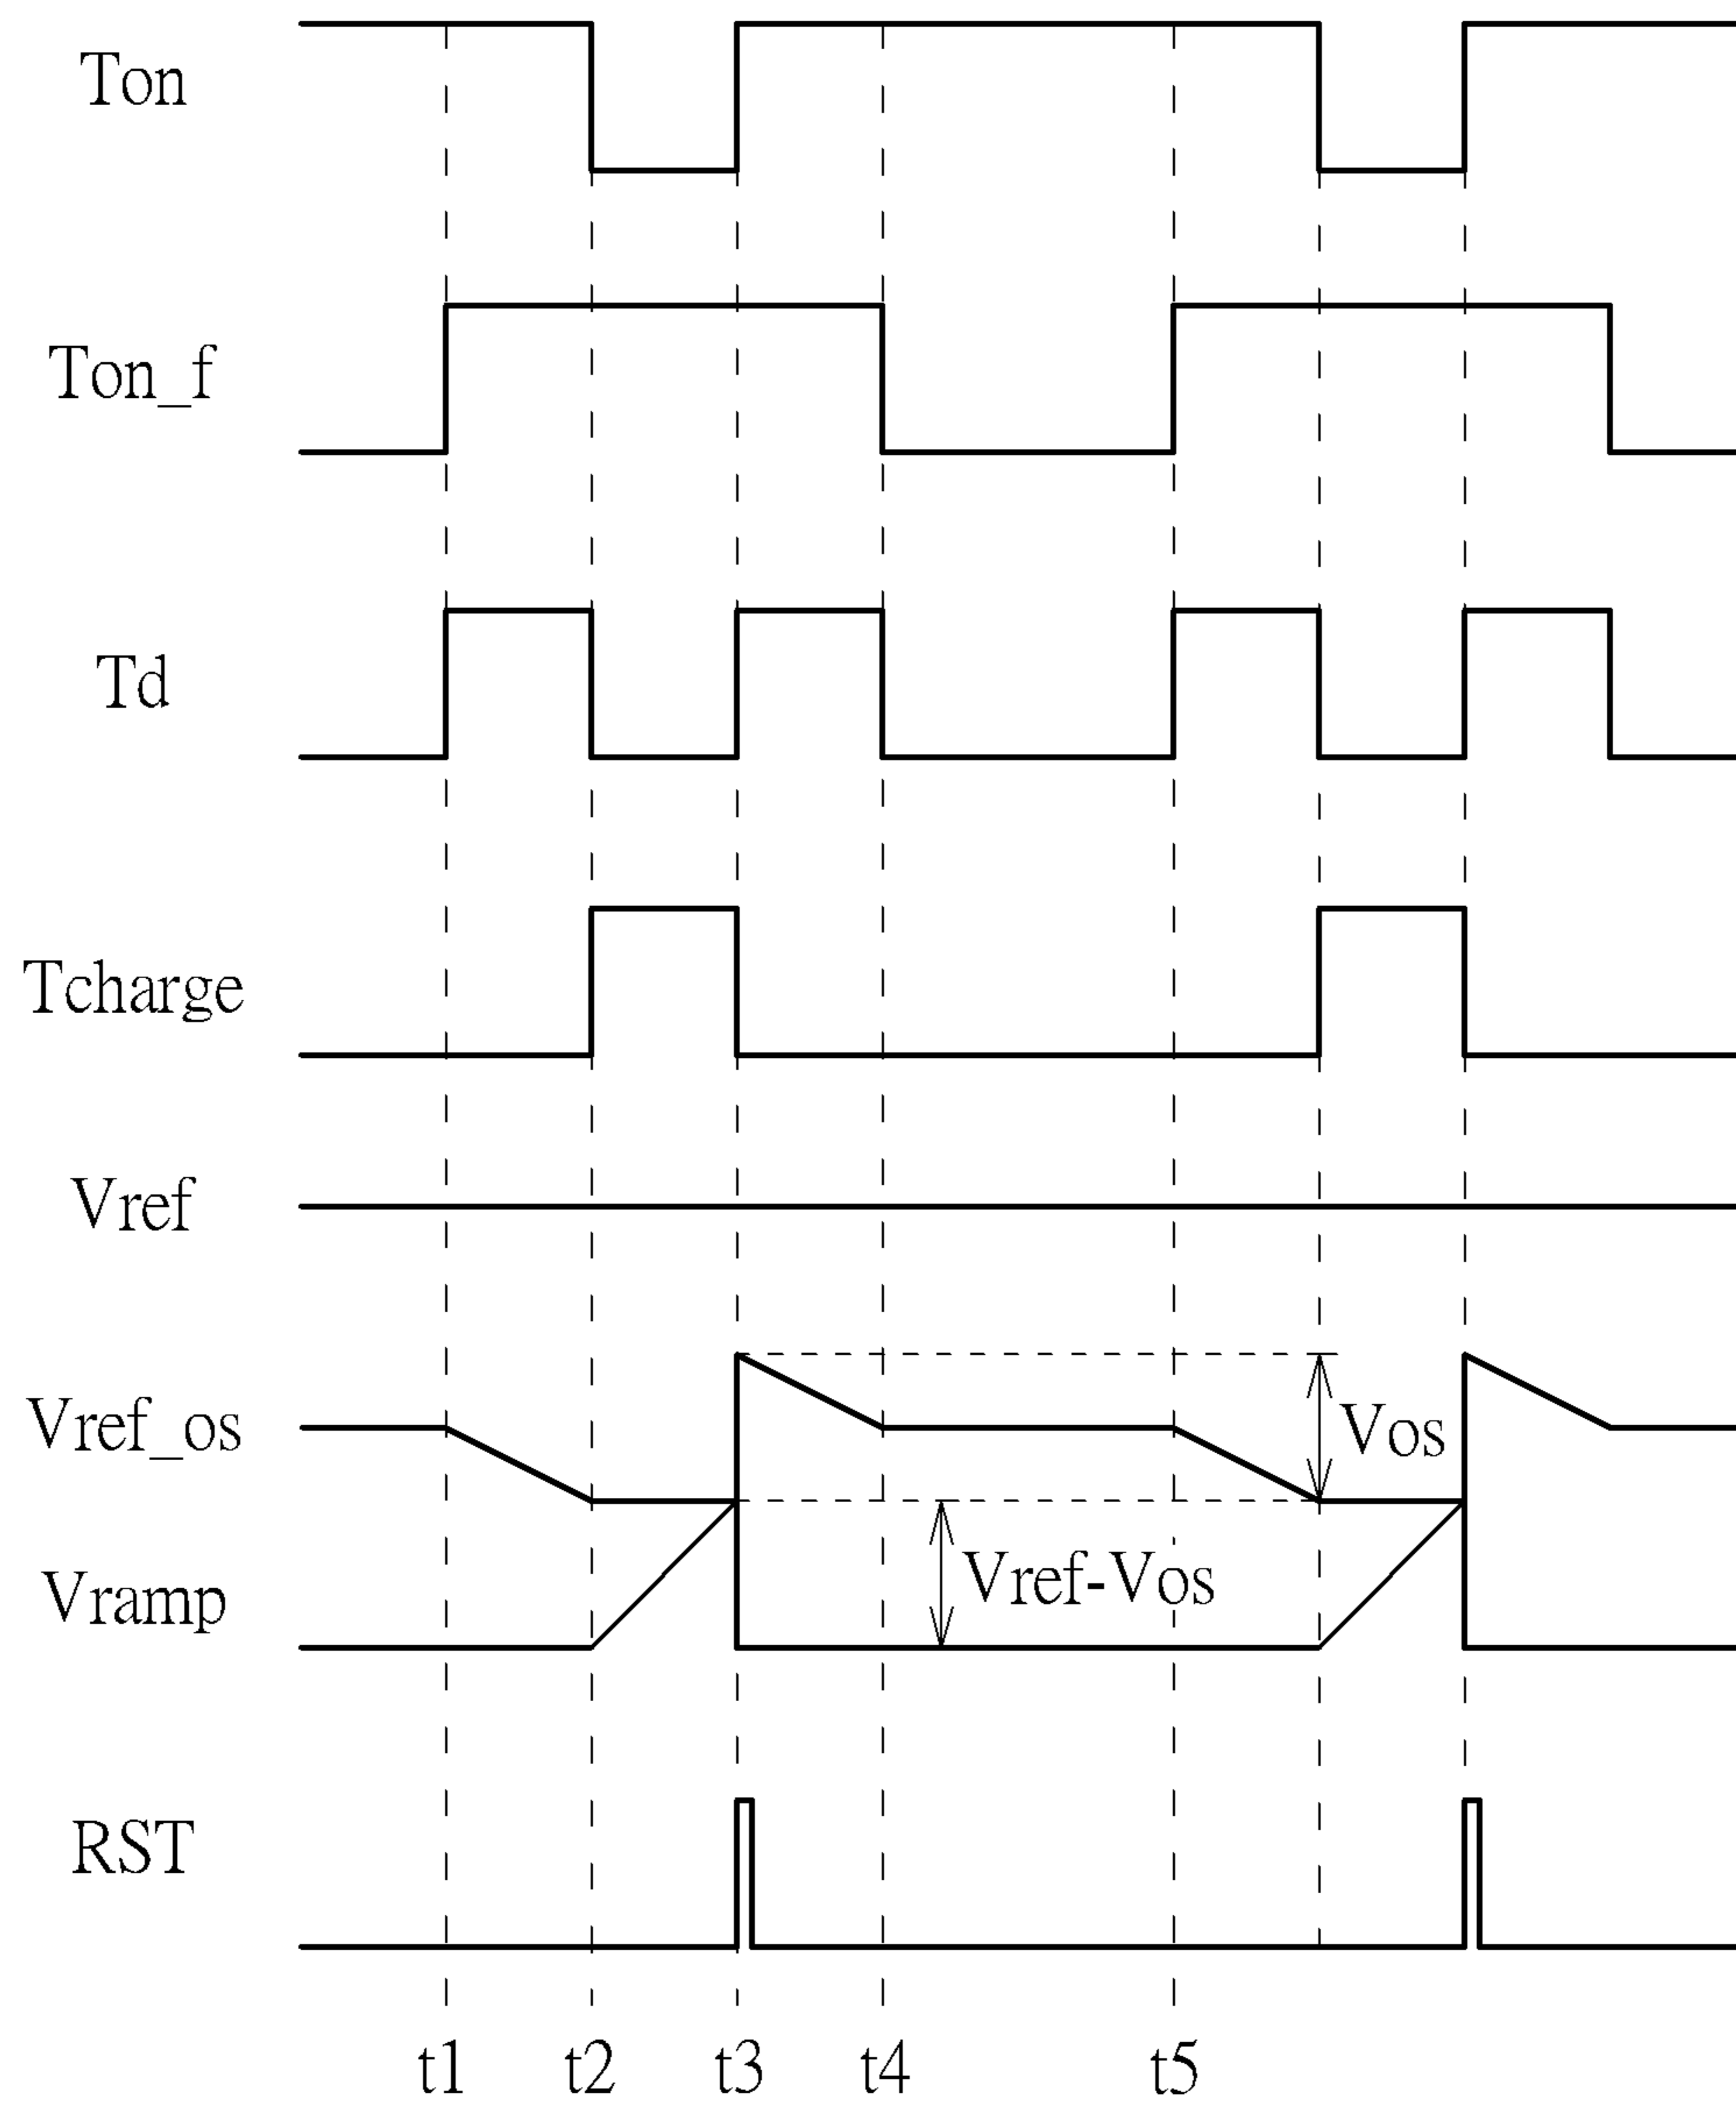 Ton
Ton_f
Td
Tcharge
Vref
Vref_os
Vos
Vref-Vos
Vramp
RST
t1 t2 t3 t4 t5